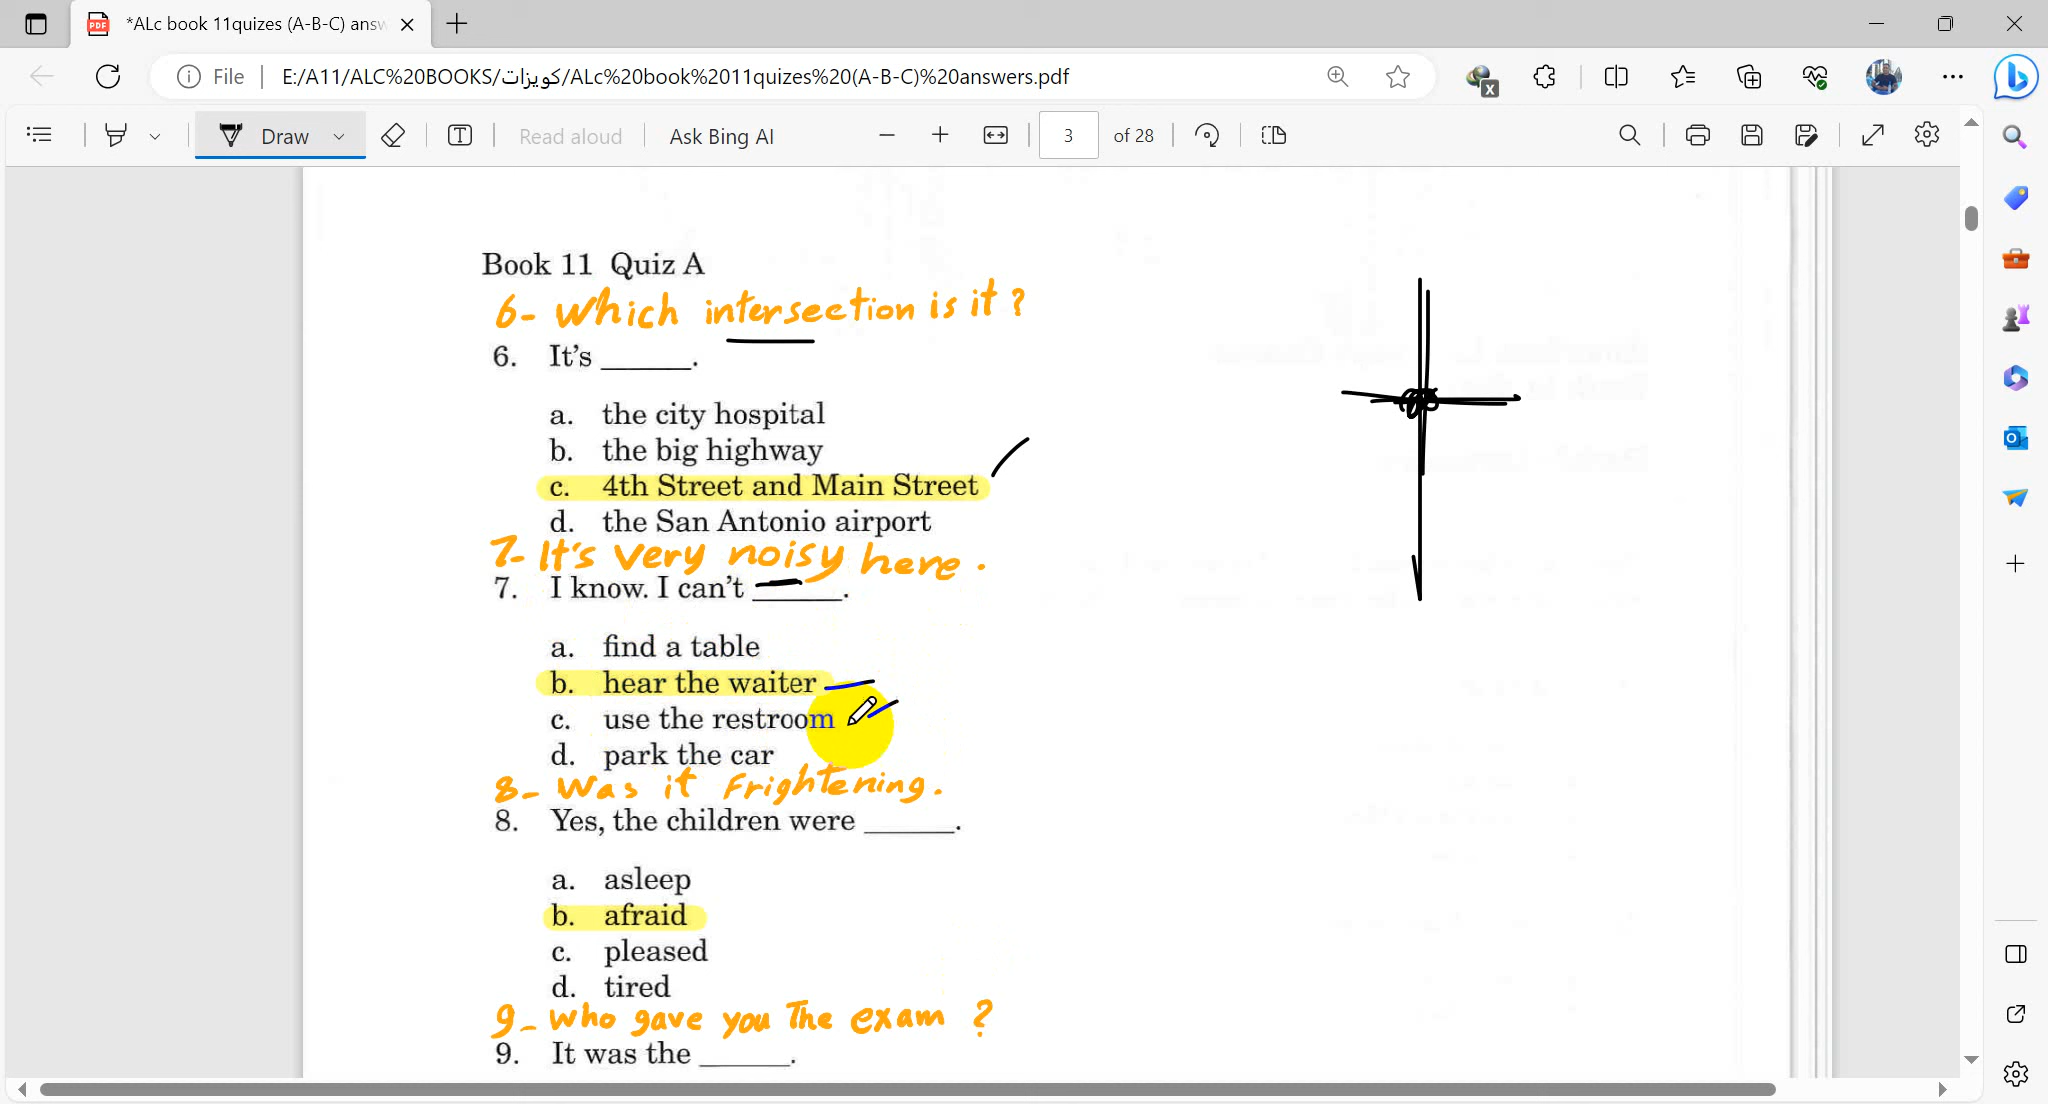 *ALc book 11quizes (A-B-C) answ
File
E:/A11/ALC%20BOOKS/كويزات/ALc%20book%2011quizes%20(A-B-C)%20answers.pdf
Draw
Read aloud
Ask Bing AI
3 of 28
Book 11 Quiz A
6- Which intersection is it?
6. It's ______.
a. the city hospital
b. the big highway
c. 4th Street and Main Street
d. the San Antonio airport
7- It's very noisy here.
7. I know. I can't ______.
a. find a table
b. hear the waiter
c. use the restroom
d. park the car
8- Was it Frightening.
8. Yes, the children were ______.
a. asleep
b. afraid
c. pleased
d. tired
9- Who gave you The exam ?
9. It was the ______.